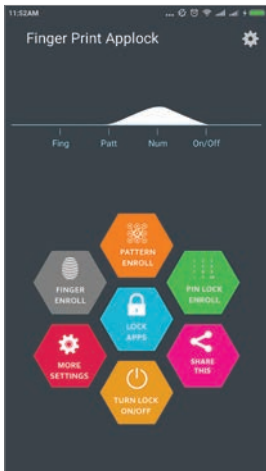 11:52AM
...
Finger Print Applock
Fing Patt Num On/Off
PATTERN
ENROLL
FINGER
ENROLL
PIN LOCK
ENROLL
LOCK
APPS
MORE
SETTINGS
SHARE
THIS
TURN LOCK
ON/OFF